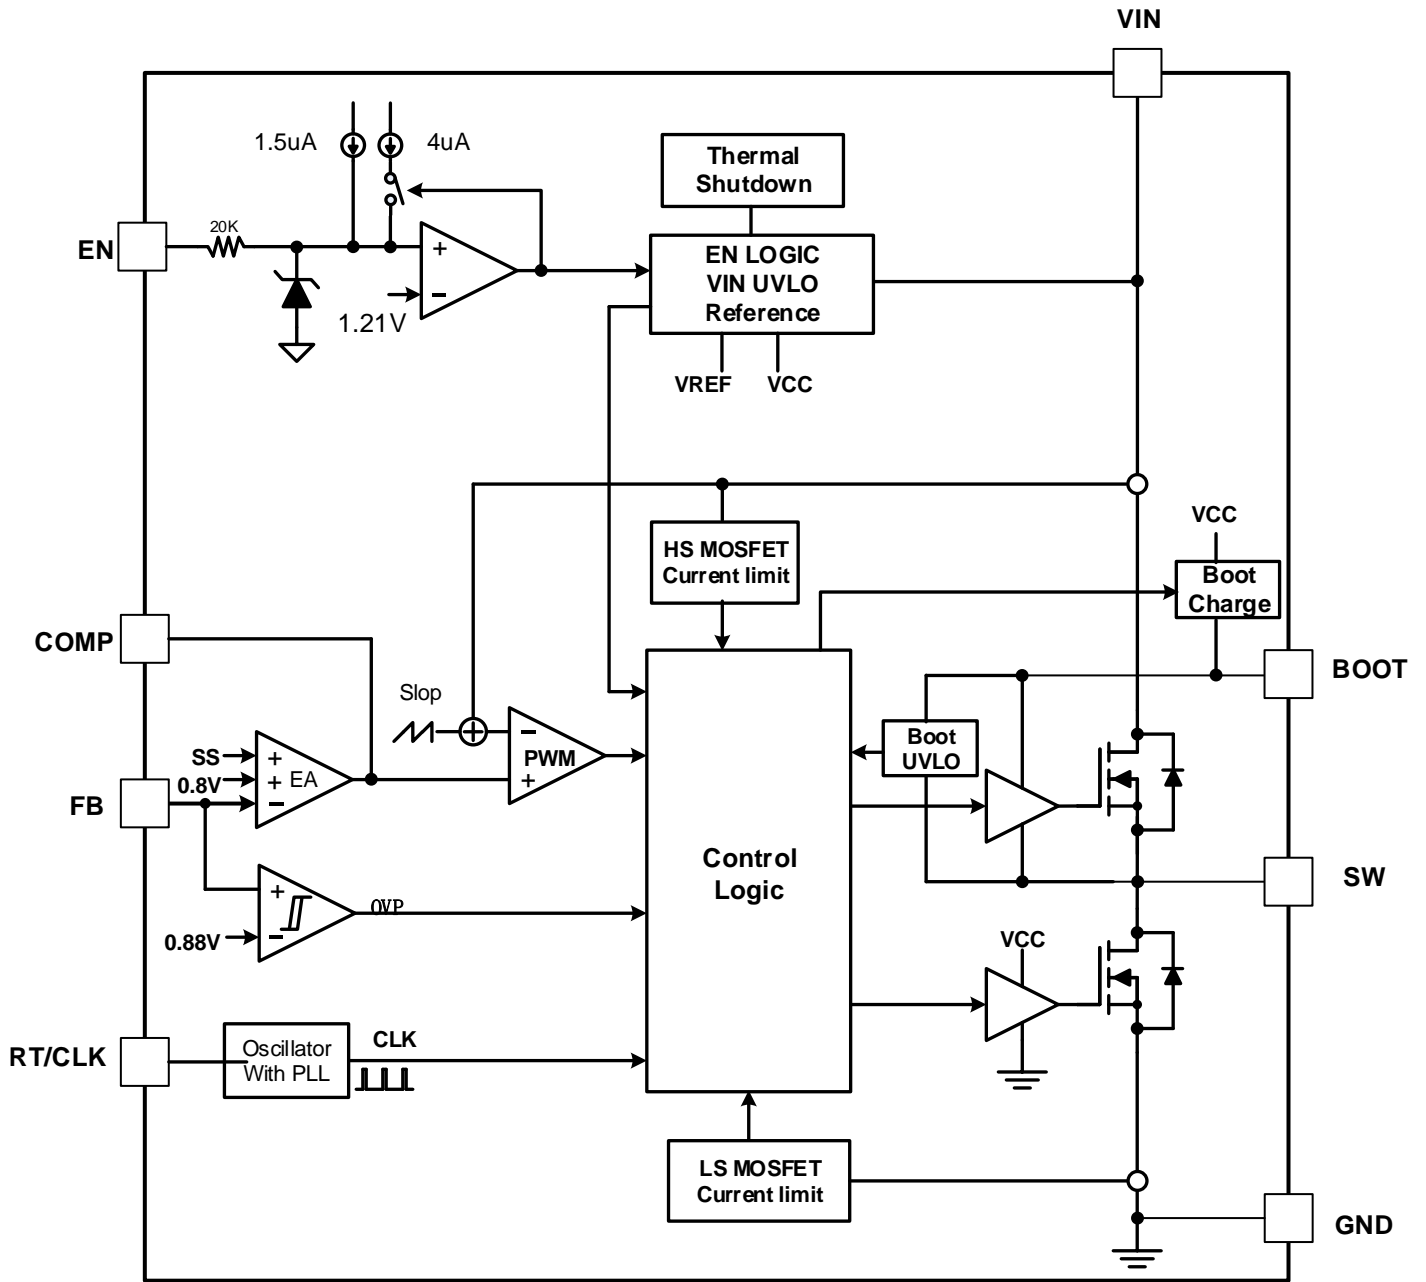 VIN
1.5uA
4uA
Thermal
Shutdown
20K
EN
+
−
1.21V
EN LOGIC
VIN UVLO
Reference
VREF
VCC
HS MOSFET
Current limit
VCC
Boot
Charge
COMP
BOOT
Slop
+
−
PWM
+
SS
0.8V
+
+
EA
−
FB
Boot
UVLO
Control
Logic
SW
+
−
OVP
0.88V
VCC
RT/CLK
Oscillator
With PLL
CLK
LS MOSFET
Current limit
GND